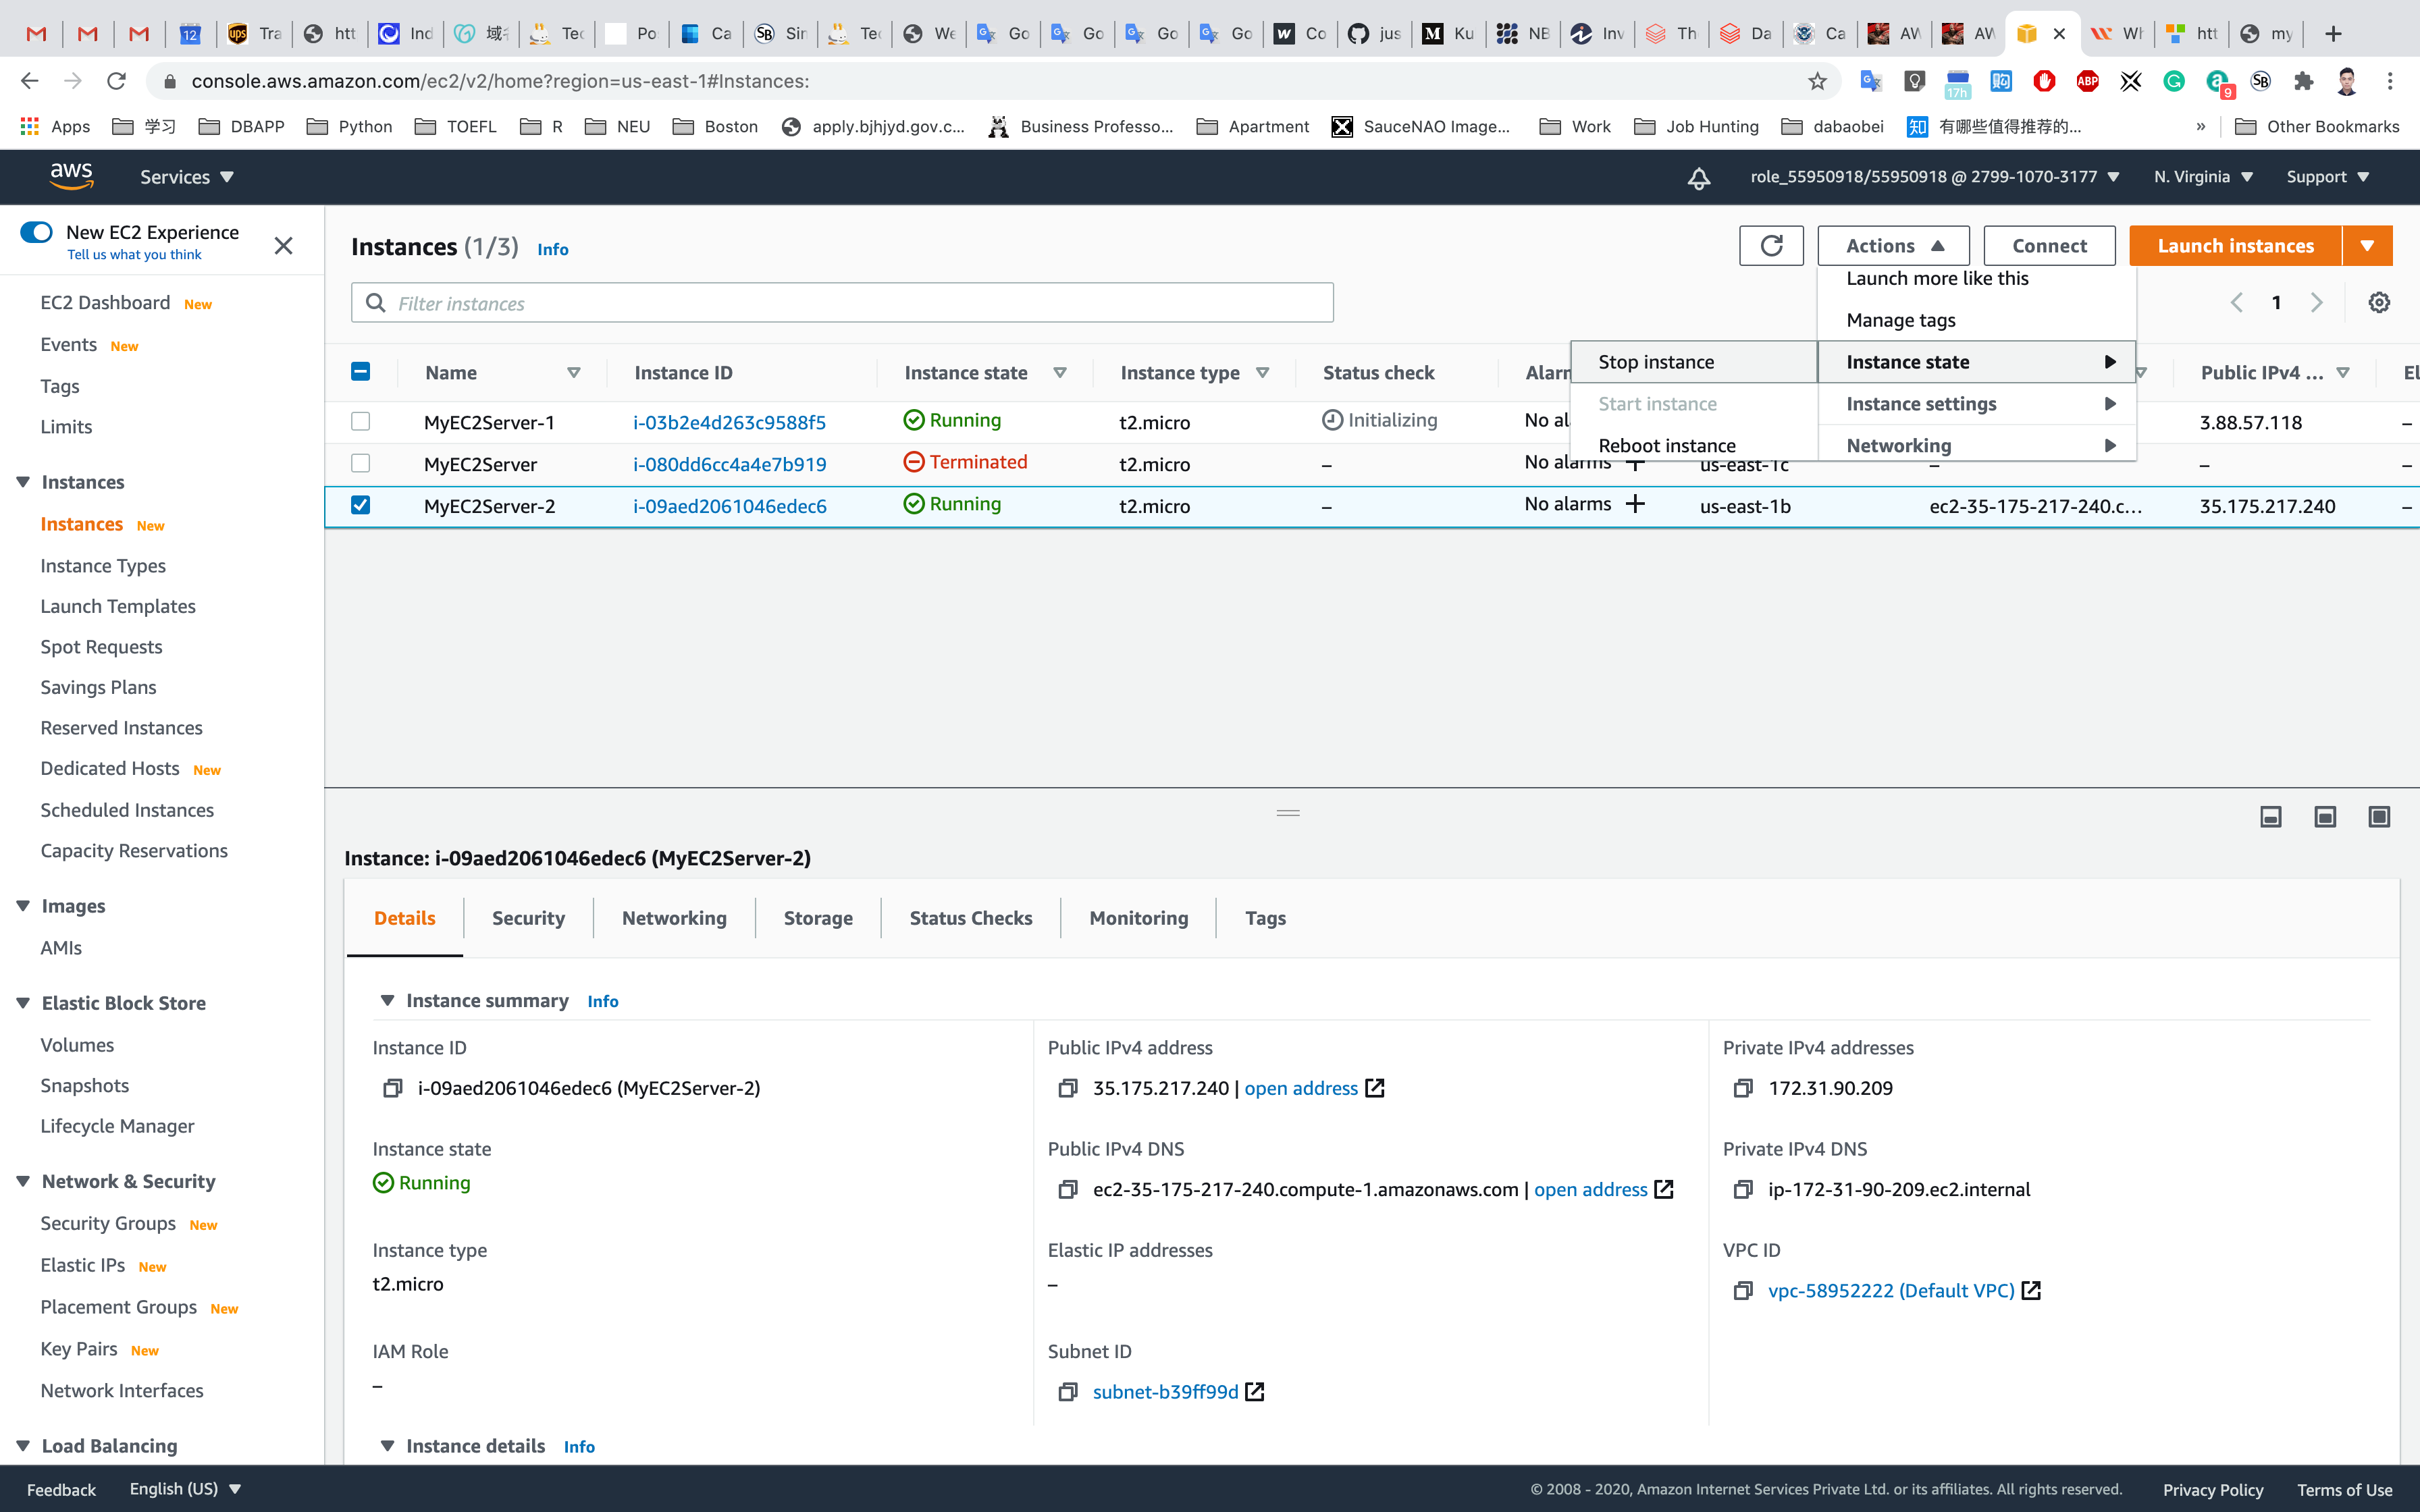 12
Tra
htt
Ind
域名
Tec
Po
Ca
Sin
Tec
We
Go
Go
Go
Go
Co
jus
Ku
NB
Inv
Th
Da
Ca
AW
AW
Wh
htt
my
console.aws.amazon.com/ec2/v2/home?region=us-east-1#Instances:
17h
ABP
9
Apps 学习 DBAPP Python TOEFL R NEU Boston apply.bjhjyd.gov.c... Business Professo... Apartment SauceNAO Image... Work Job Hunting dabaobei 知 有哪些值得推荐的... » Other Bookmarks
aws Services role_55950918/55950918 @ 2799-1070-3177 N. Virginia Support
New EC2 Experience
Tell us what you think
EC2 Dashboard New
Events New
Tags
Limits
Instances
Instances New
Instance Types
Launch Templates
Spot Requests
Savings Plans
Reserved Instances
Dedicated Hosts New
Scheduled Instances
Capacity Reservations
Images
AMIs
Elastic Block Store
Volumes
Snapshots
Lifecycle Manager
Network & Security
Security Groups New
Elastic IPs New
Placement Groups New
Key Pairs New
Network Interfaces
Load Balancing
Instances (1/3) Info
Actions Connect Launch instances
Filter instances
1
Launch more like this
Manage tags
Instance state
Instance settings
Networking
Stop instance
Start instance
Reboot instance
Name Instance ID Instance state Instance type Status check Alarm Public IPv4 ... El
MyEC2Server-1 i-03b2e4d263c9588f5 Running t2.micro Initializing No al 3.88.57.118 –
MyEC2Server i-080dd6cc4a4e7b919 Terminated t2.micro – No alarms us-east-1c – – –
MyEC2Server-2 i-09aed2061046edec6 Running t2.micro – No alarms us-east-1b ec2-35-175-217-240.c... 35.175.217.240 –
Instance: i-09aed2061046edec6 (MyEC2Server-2)
Details Security Networking Storage Status Checks Monitoring Tags
Instance summary Info
Instance ID
i-09aed2061046edec6 (MyEC2Server-2)
Public IPv4 address
35.175.217.240 | open address
Private IPv4 addresses
172.31.90.209
Instance state
Running
Public IPv4 DNS
ec2-35-175-217-240.compute-1.amazonaws.com | open address
Private IPv4 DNS
ip-172-31-90-209.ec2.internal
Instance type
t2.micro
Elastic IP addresses
–
VPC ID
vpc-58952222 (Default VPC)
IAM Role
–
Subnet ID
subnet-b39ff99d
Instance details Info
Feedback English (US) © 2008 - 2020, Amazon Internet Services Private Ltd. or its affiliates. All rights reserved. Privacy Policy Terms of Use